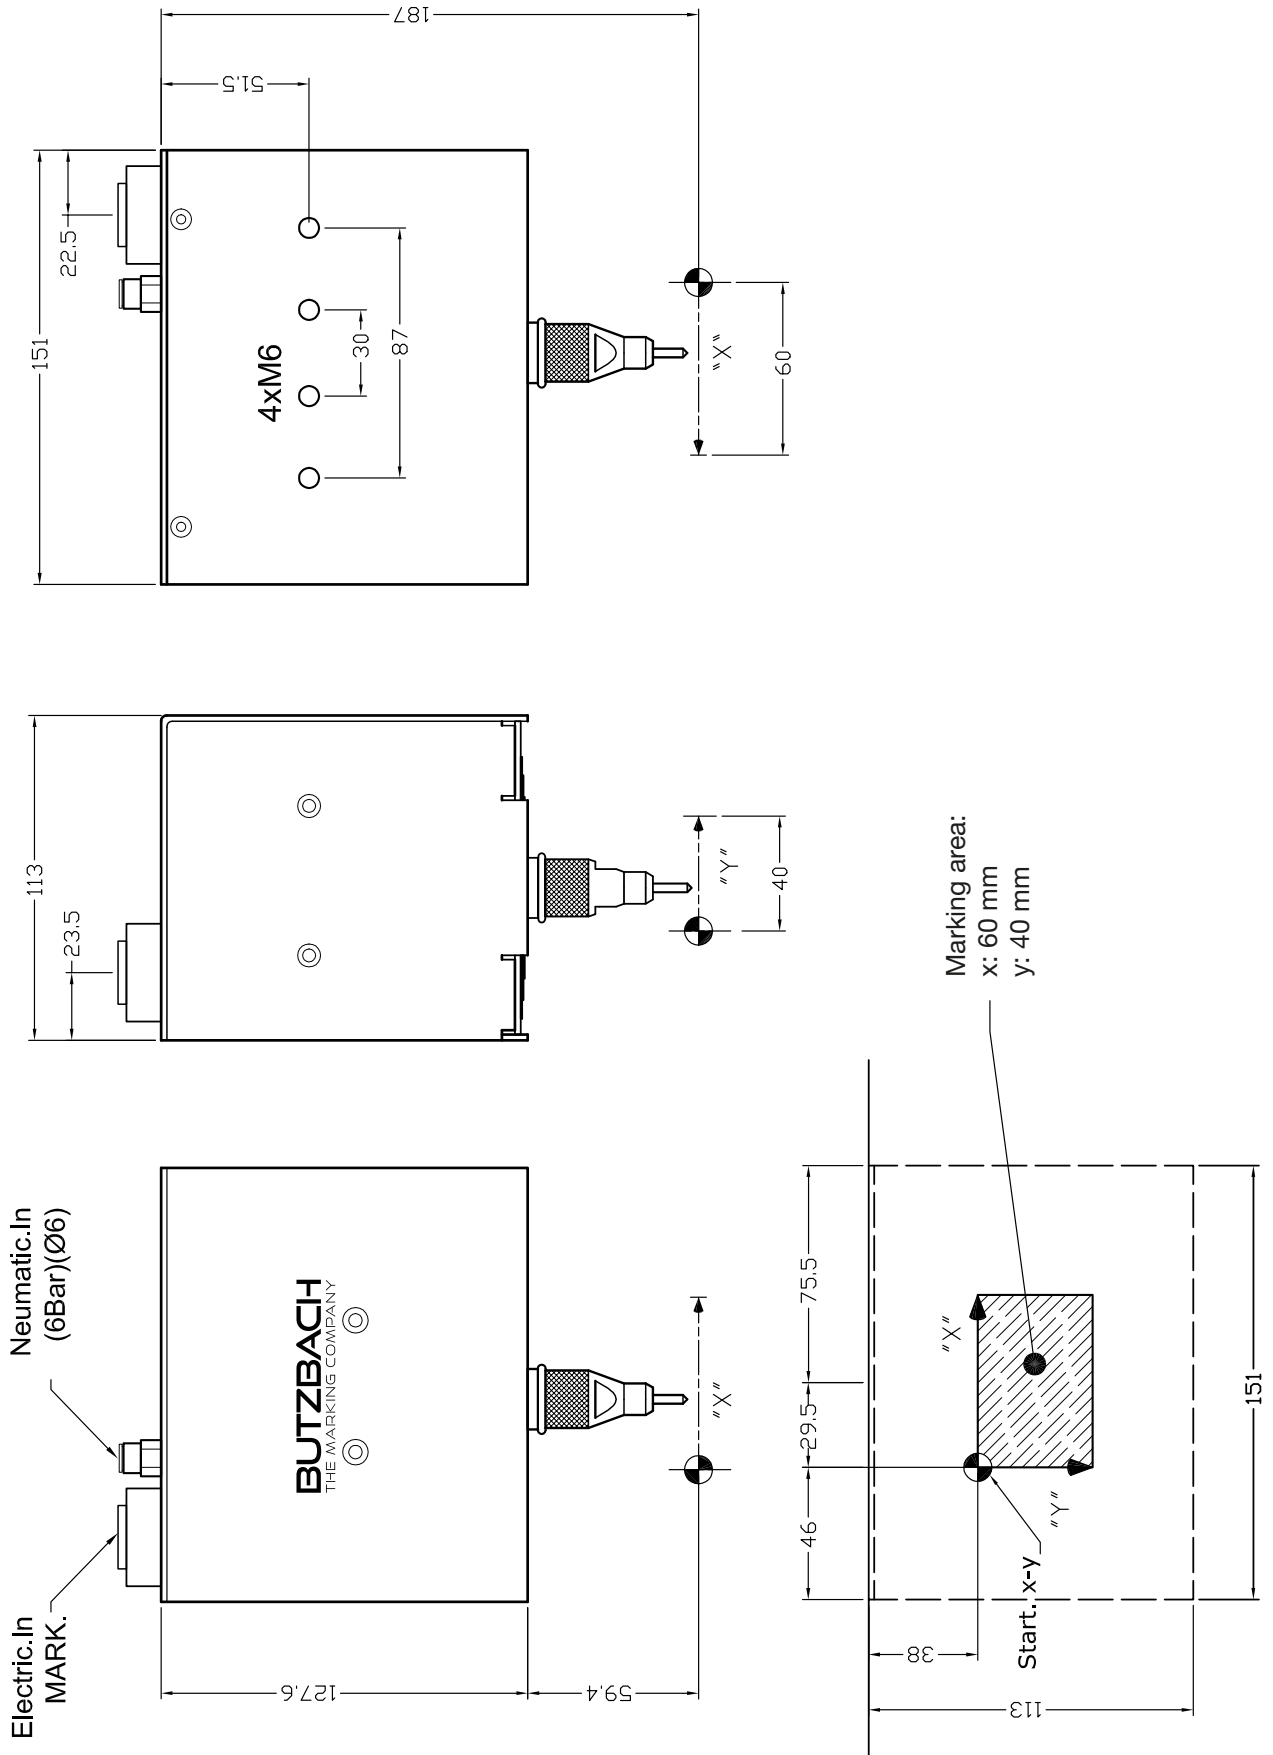 Electric.In
MARK.
Neumatic.In
(6Bar)(Ø6)
BUTZBACH
THE MARKING COMPANY
127.6
59.4
"X"
113
23.5
"Y"
40
151
22.5
51.5
187
4xM6
30
87
"X"
60
46
29.5
75.5
38
113
151
Start. x-y
"X"
"Y"
Marking area:
x: 60 mm
y: 40 mm